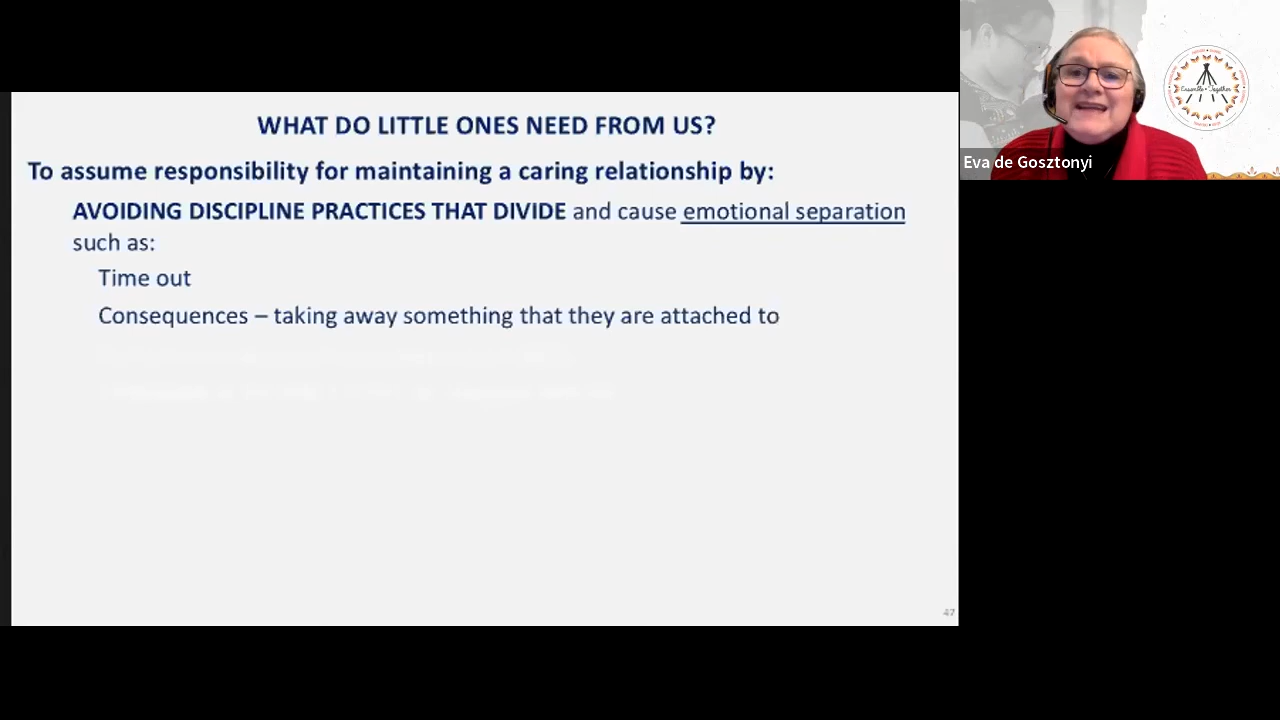 WHAT DO LITTLE ONES NEED FROM US?
To assume responsibility for maintaining a caring relationship by:
AVOIDING DISCIPLINE PRACTICES THAT DIVIDE and cause emotional separation
such as:
Time out
Consequences – taking away something that they are attached to
47
Eva de Gosztonyi
Ensemble • Together